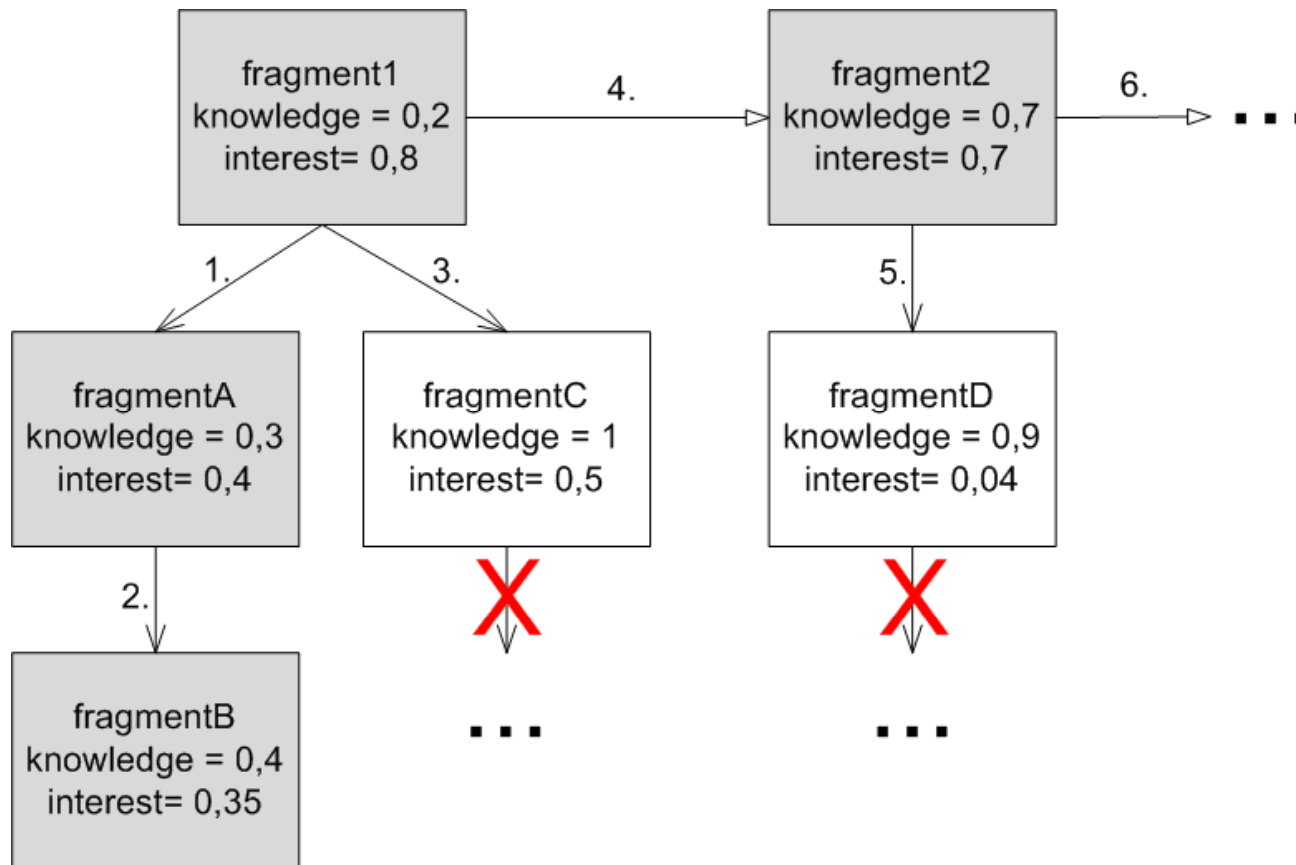 fragment1
knowledge = 0,2
interest= 0,8
4.
fragment2
knowledge = 0,7
interest= 0,7
6.
...
1.
3.
5.
fragmentA
knowledge = 0,3
interest= 0,4
fragmentC
knowledge = 1
interest= 0,5
fragmentD
knowledge = 0,9
interest= 0,04
2.
X
X
fragmentB
knowledge = 0,4
interest= 0,35
...
...